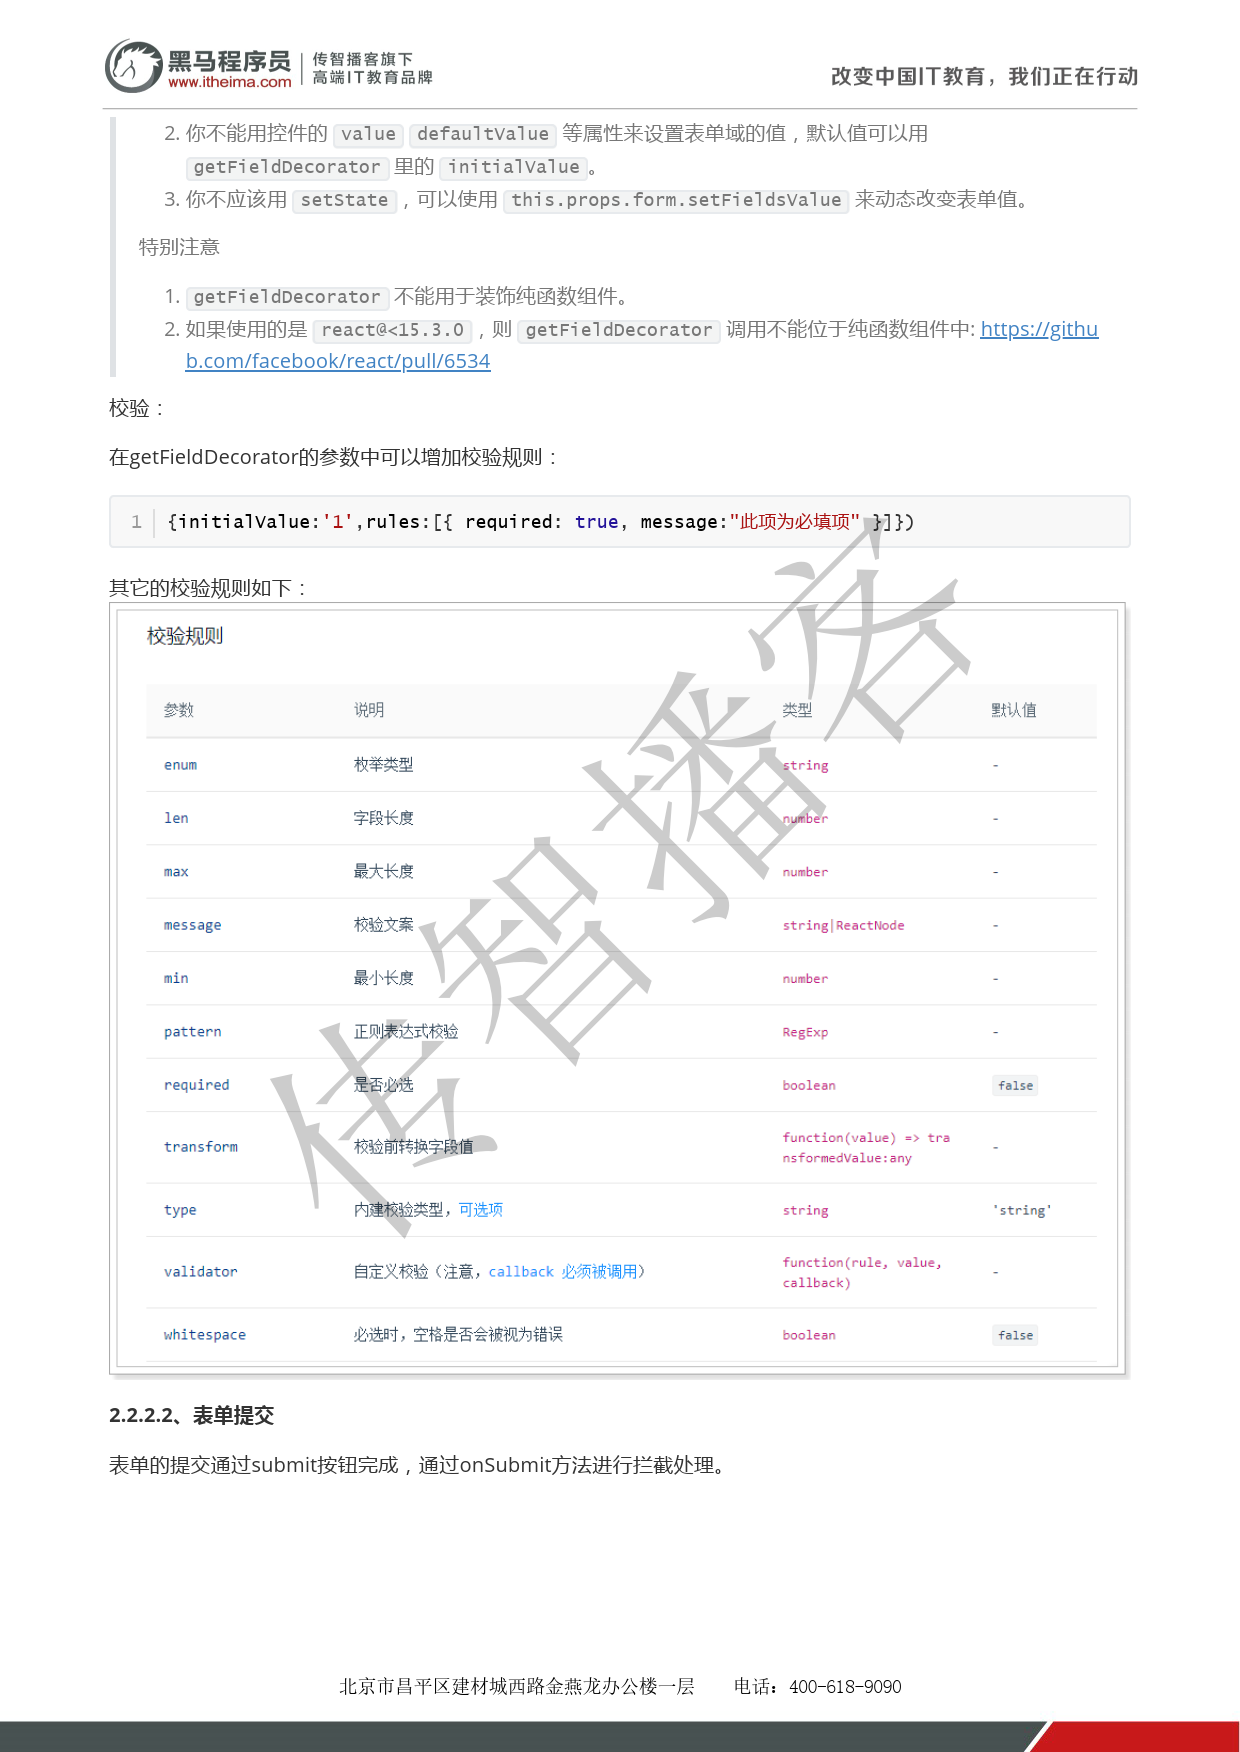 黑马程序员
www.itheima.com
传智播客旗下
高端IT教育品牌
改变中国IT教育，我们正在行动
2. 你不能用控件的 value defaultValue 等属性来设置表单域的值，默认值可以用
getFieldDecorator 里的 initialValue 。
3. 你不应该用 setState ，可以使用 this.props.form.setFieldsValue 来动态改变表单值。
特别注意
1. getFieldDecorator 不能用于装饰纯函数组件。
2. 如果使用的是 react@<15.3.0 ，则 getFieldDecorator 调用不能位于纯函数组件中: https://githu
b.com/facebook/react/pull/6534
校验：
在getFieldDecorator的参数中可以增加校验规则：
1 {initialValue:'1',rules:[{ required: true, message:"此项为必填项" }]})
其它的校验规则如下：
校验规则
参数 说明 类型 默认值
enum 枚举类型 string -
len 字段长度 number -
max 最大长度 number -
message 校验文案 string|ReactNode -
min 最小长度 number -
pattern 正则表达式校验 RegExp -
required 是否必选 boolean false
transform 校验前转换字段值 function(value) => tra
nsformedValue:any -
type 内建校验类型，可选项 string 'string'
validator 自定义校验（注意，callback 必须被调用） function(rule, value,
callback) -
whitespace 必选时，空格是否会被视为错误 boolean false
传智播客
2.2.2.2、表单提交
表单的提交通过submit按钮完成，通过onSubmit方法进行拦截处理。
北京市昌平区建材城西路金燕龙办公楼一层 电话：400-618-9090